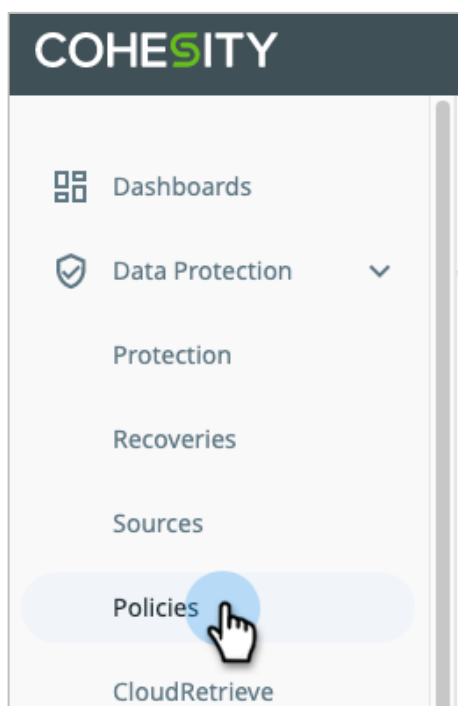 COHESITY
Dashboards
Data Protection
Protection
Recoveries
Sources
Policies
CloudRetrieve